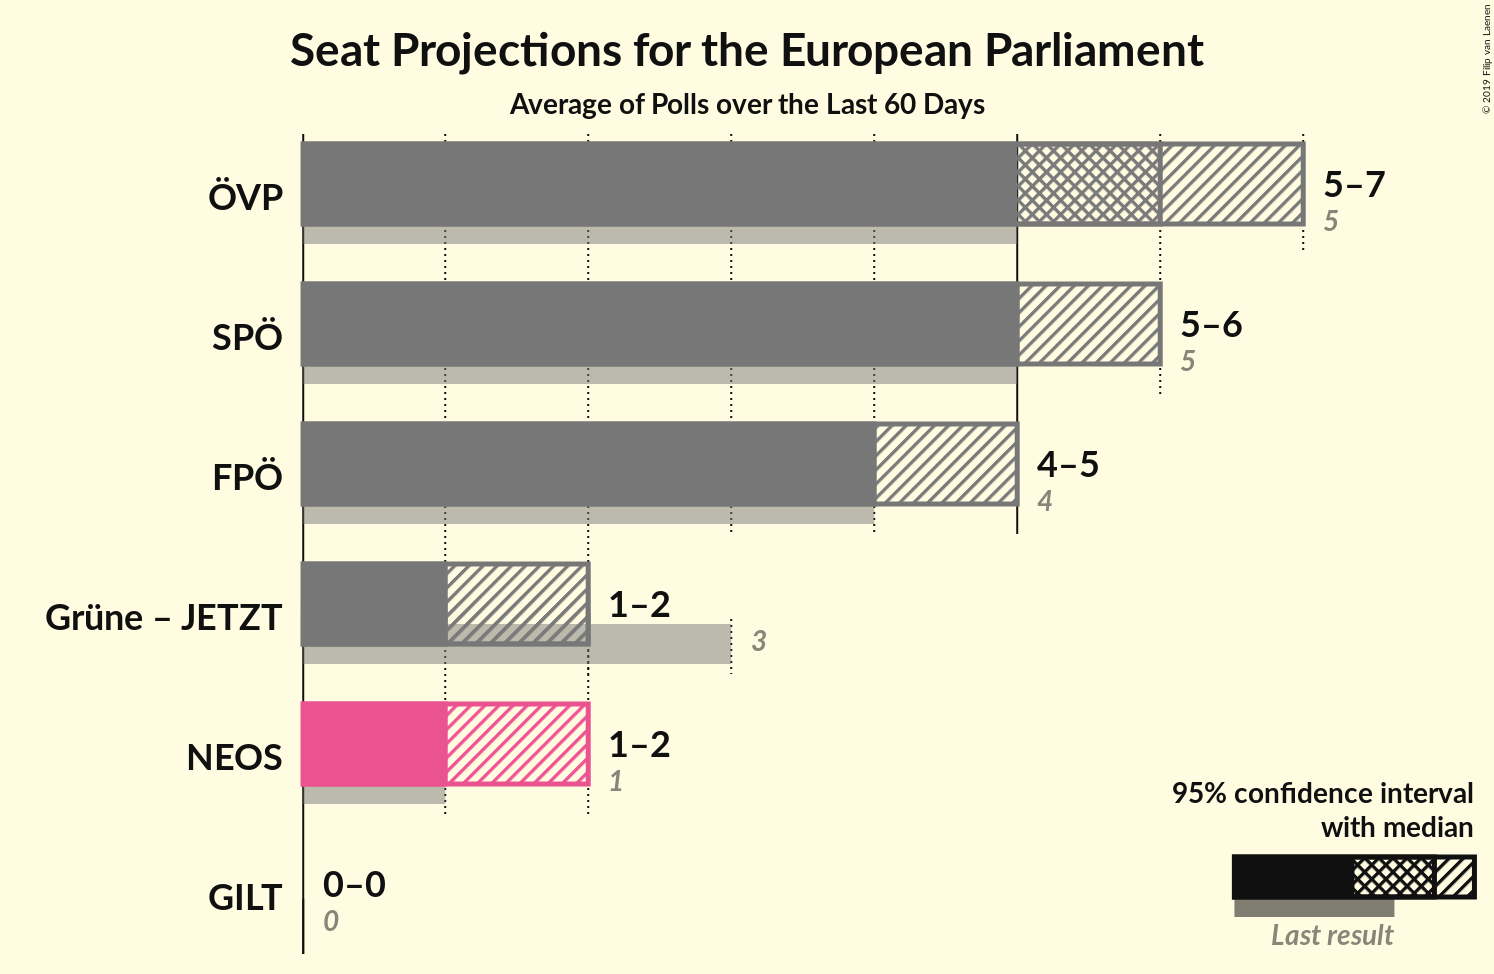 Seat Projections for the European Parliament
Average of Polls over the Last 60 Days
© 2019 Filip van Laenen
ÖVP
5–7
5
SPÖ
5–6
5
FPÖ
4–5
4
Grüne – JETZT
1–2
3
NEOS
1–2
1
GILT
0–0
0
95% confidence interval
with median
Last result